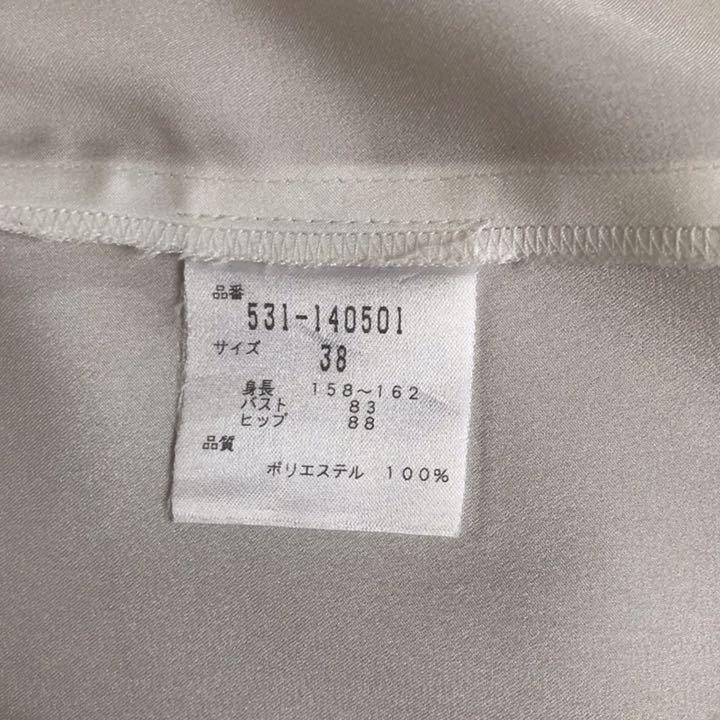 品番
531-140501
サイズ 38
身長 158～162
バスト 83
ヒップ 88
品質
ポリエステル 100%